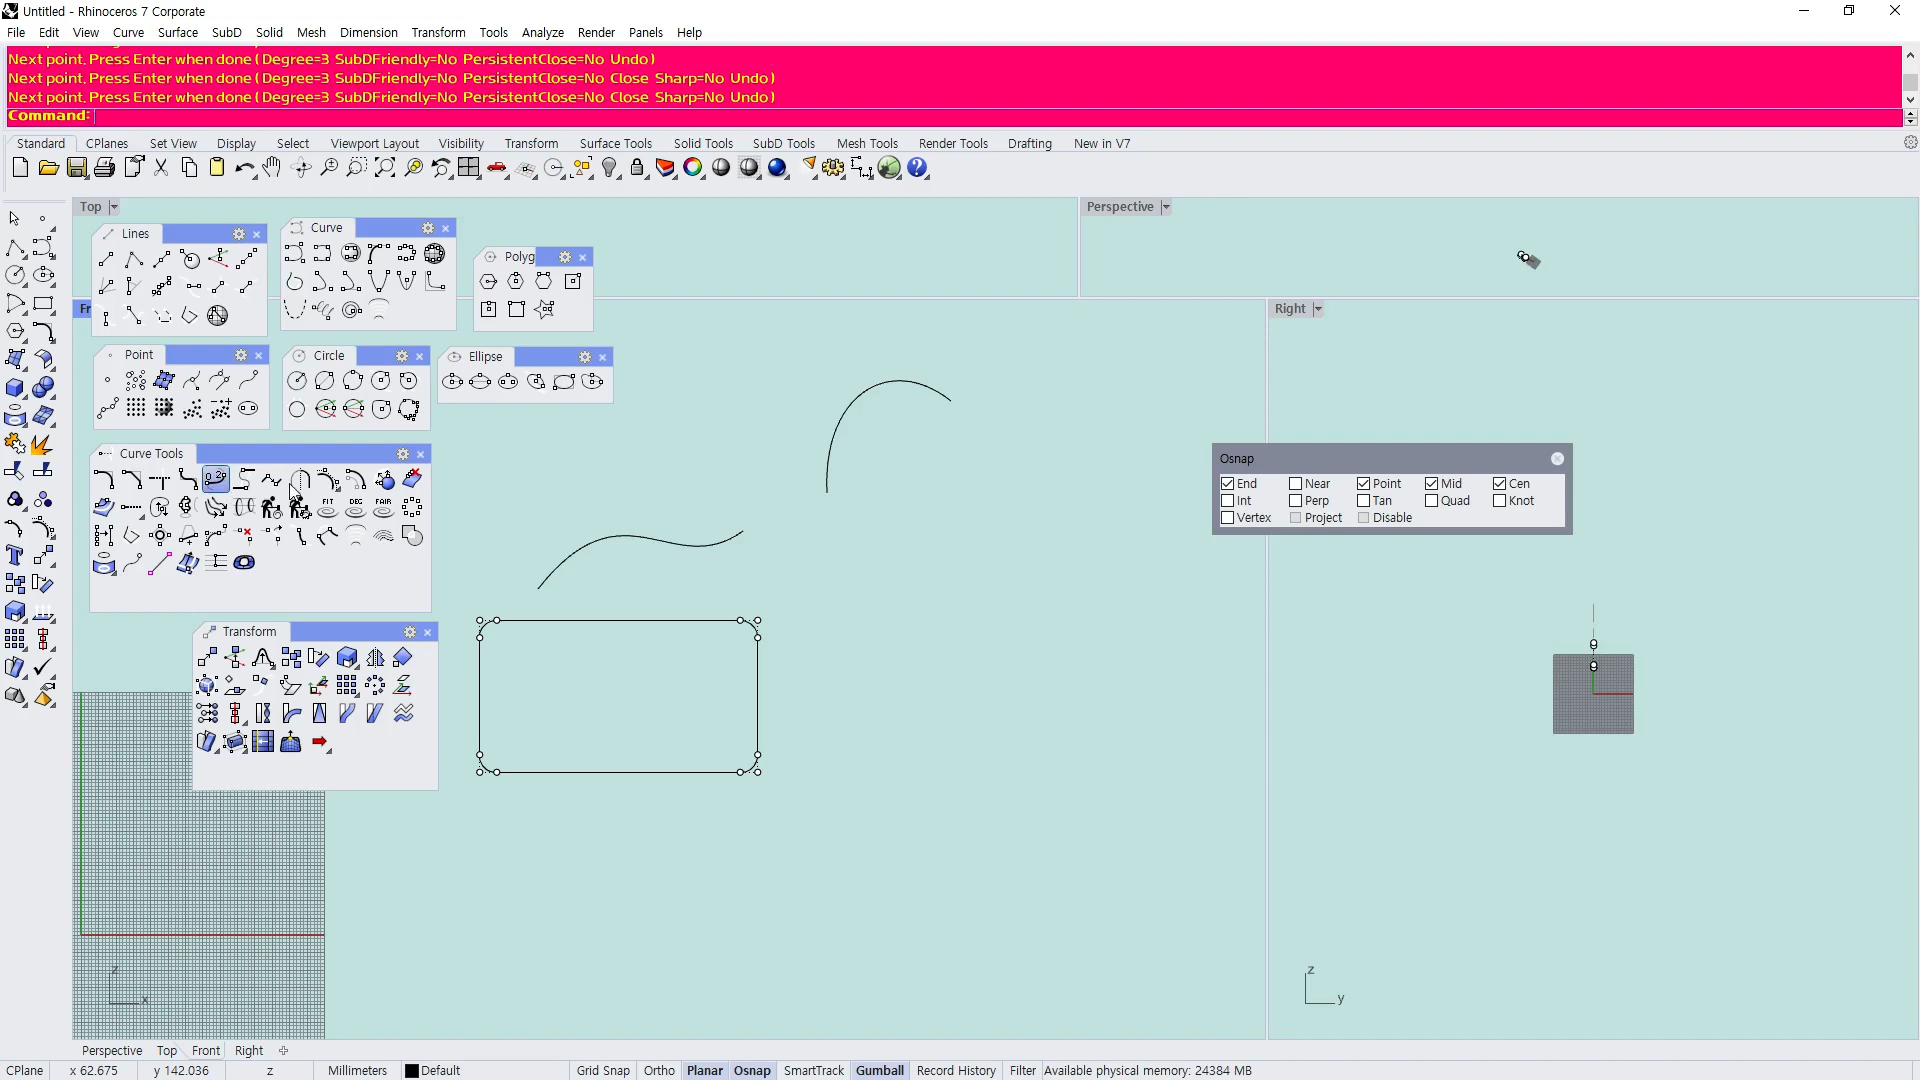 Untitled - Rhinoceros 7 Corporate
File Edit View Curve Surface SubD Solid Mesh Dimension Transform Tools Analyze Render Panels Help
Next point. Press Enter when done ( Degree=3 SubDFriendly=No PersistentClose=No Undo )
Next point. Press Enter when done ( Degree=3 SubDFriendly=No PersistentClose=No Close Sharp=No Undo )
Next point. Press Enter when done ( Degree=3 SubDFriendly=No PersistentClose=No Close Sharp=No Undo )
Command:
Standard CPlanes Set View Display Select Viewport Layout Visibility Transform Surface Tools Solid Tools SubD Tools Mesh Tools Render Tools Drafting New in V7
Top Perspective
Lines Curve Polyg
Fr Right
Point Circle Ellipse
Curve Tools
FIT DEG FAIR
Osnap
End Near Point Mid Cen
Int Perp Tan Quad Knot
Vertex Project Disable
Transform
z x
z y
Perspective Top Front Right
CPlane x 62.675 y 142.036 z Millimeters Default Grid Snap Ortho Planar Osnap SmartTrack Gumball Record History Filter Available physical memory: 24384 MB